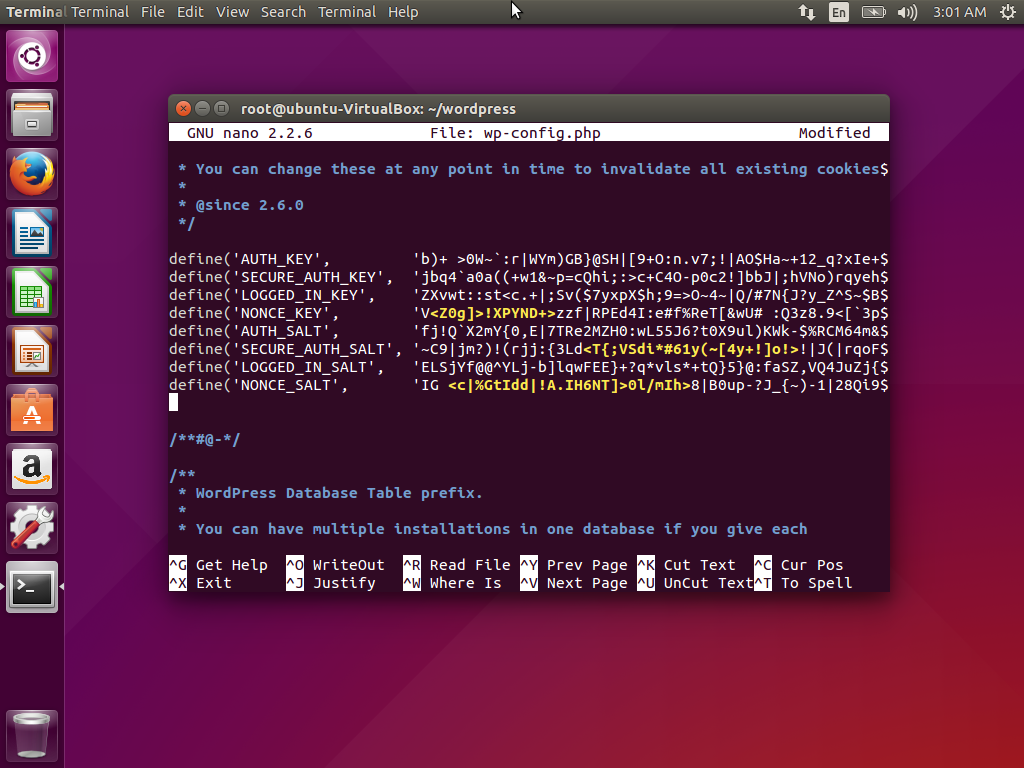 Terminal Terminal File Edit View Search Terminal Help En 3:01 AM
root@ubuntu-VirtualBox: ~/wordpress
GNU nano 2.2.6 File: wp-config.php Modified
* You can change these at any point in time to invalidate all existing cookies$
*
* @since 2.6.0
*/
define('AUTH_KEY', 'b)+ >0W~`:r|WYm)GB}@SH|[9+O:n.v7;!|AO$Ha~+12_q?xIe+$
define('SECURE_AUTH_KEY', 'jbq4`a0a((+w1&~p=cQhi;:>c+C4O-p0c2!]bbJ|;hVNo)rqyeh$
define('LOGGED_IN_KEY', 'ZXvwt::st<c.+|;Sv($7yxpX$h;9=>O~4~|Q/#7N{J?y_Z^S~$B$
define('NONCE_KEY', 'V<Z0g]>!XPYND+>zzf|RPEd4I:e#f%ReT[&wU# :Q3z8.9<[`3p$
define('AUTH_SALT', 'fj!Q`X2mY{0,E|7TRe2MZH0:wL55J6?t0X9ul)KWk-$%RCM64m&$
define('SECURE_AUTH_SALT', '~C9|jm?)!(rjj:{3Ld<T{;VSdi*#61y(~[4y+!]o!>!|J(|rqoF$
define('LOGGED_IN_SALT', 'ELSjYf@@^YLj-b]lqwFEE}+?q*vls*+tQ}5}@:faSZ,VQ4JuZj{$
define('NONCE_SALT', 'IG <c|%GtIdd|!A.IH6NT]>0l/mIh>8|B0up-?J_{~)-1|28Qi9$
/**#@-*/
/**
* WordPress Database Table prefix.
*
* You can have multiple installations in one database if you give each
^G Get Help ^O WriteOut ^R Read File ^Y Prev Page ^K Cut Text ^C Cur Pos
^X Exit ^J Justify ^W Where Is ^V Next Page ^U UnCut Text ^T To Spell